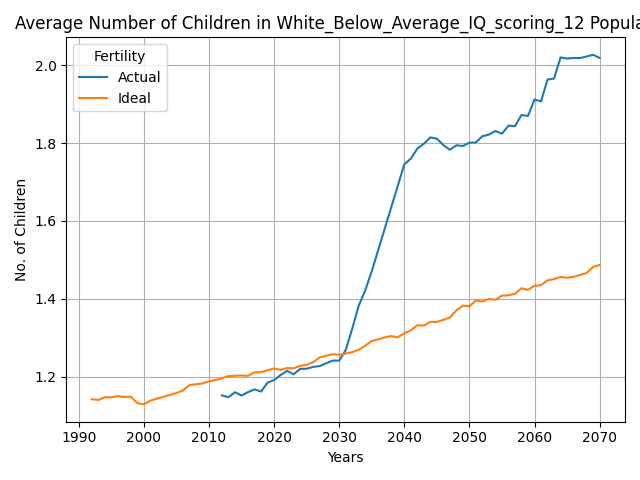 Average Number of Children in White_Below_Average_IQ_scoring_12 Popula
Fertility
Actual
Ideal
No. of Children
2.0
1.8
1.6
1.4
1.2
1990 2000 2010 2020 2030 2040 2050 2060 2070
Years